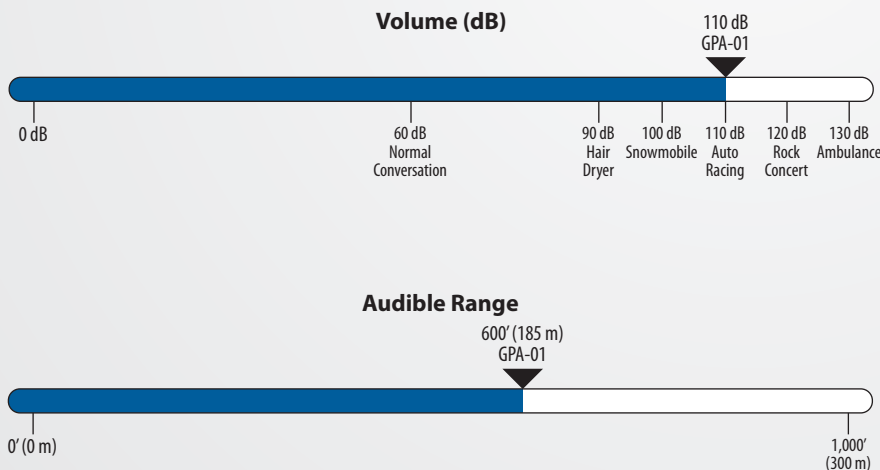 Volume (dB)
110 dB
GPA-01
0 dB
60 dB
Normal
Conversation
90 dB
Hair
Dryer
100 dB
Snowmobile
110 dB
Auto
Racing
120 dB
Rock
Concert
130 dB
Ambulance
Audible Range
600′ (185 m)
GPA-01
0′ (0 m)
1,000′
(300 m)